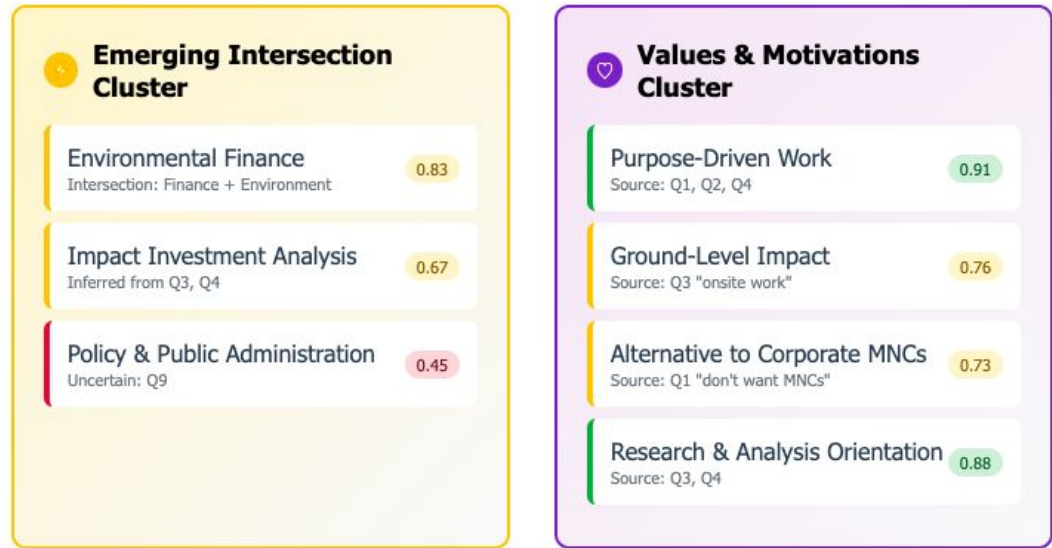 Emerging Intersection
Cluster
Environmental Finance
0.83
Intersection: Finance + Environment
Impact Investment Analysis
0.67
Inferred from Q3, Q4
Policy & Public Administration
0.45
Uncertain: Q9
Values & Motivations
Cluster
Purpose-Driven Work
0.91
Source: Q1, Q2, Q4
Ground-Level Impact
0.76
Source: Q3 "onsite work"
Alternative to Corporate MNCs
0.73
Source: Q1 "don't want MNCs"
Research & Analysis Orientation
0.88
Source: Q3, Q4